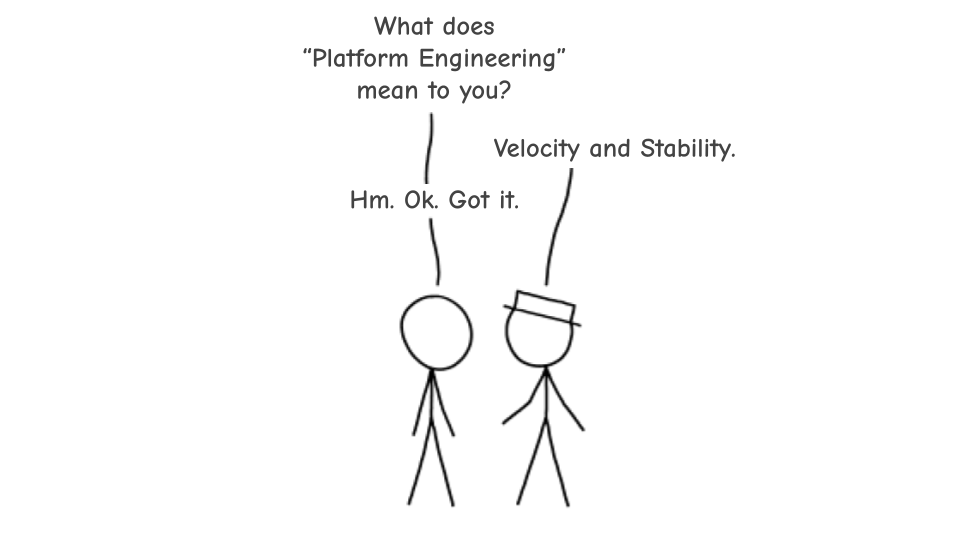 What does
“Platform Engineering”
mean to you?
Velocity and Stability.
Hm. Ok. Got it.